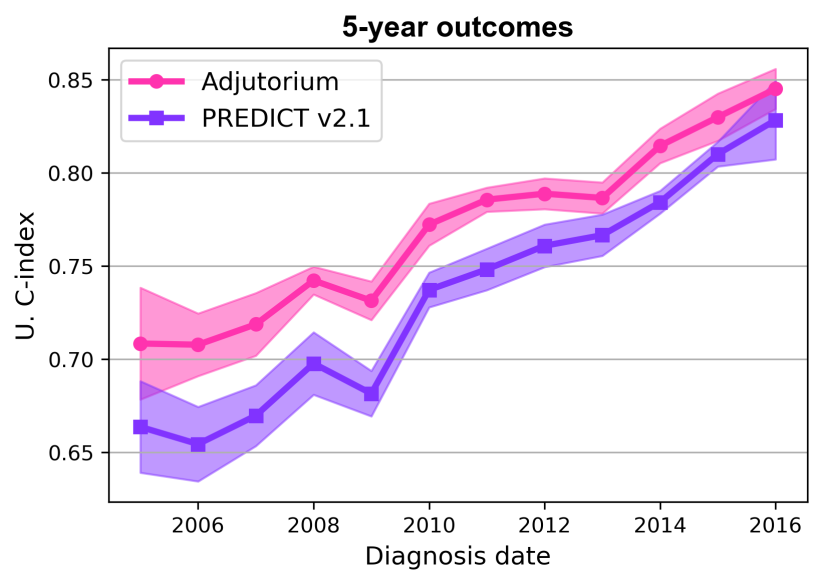 5-year outcomes
Adjutorium
PREDICT v2.1
U. C-index
0.85
0.80
0.75
0.70
0.65
2006 2008 2010 2012 2014 2016
Diagnosis date